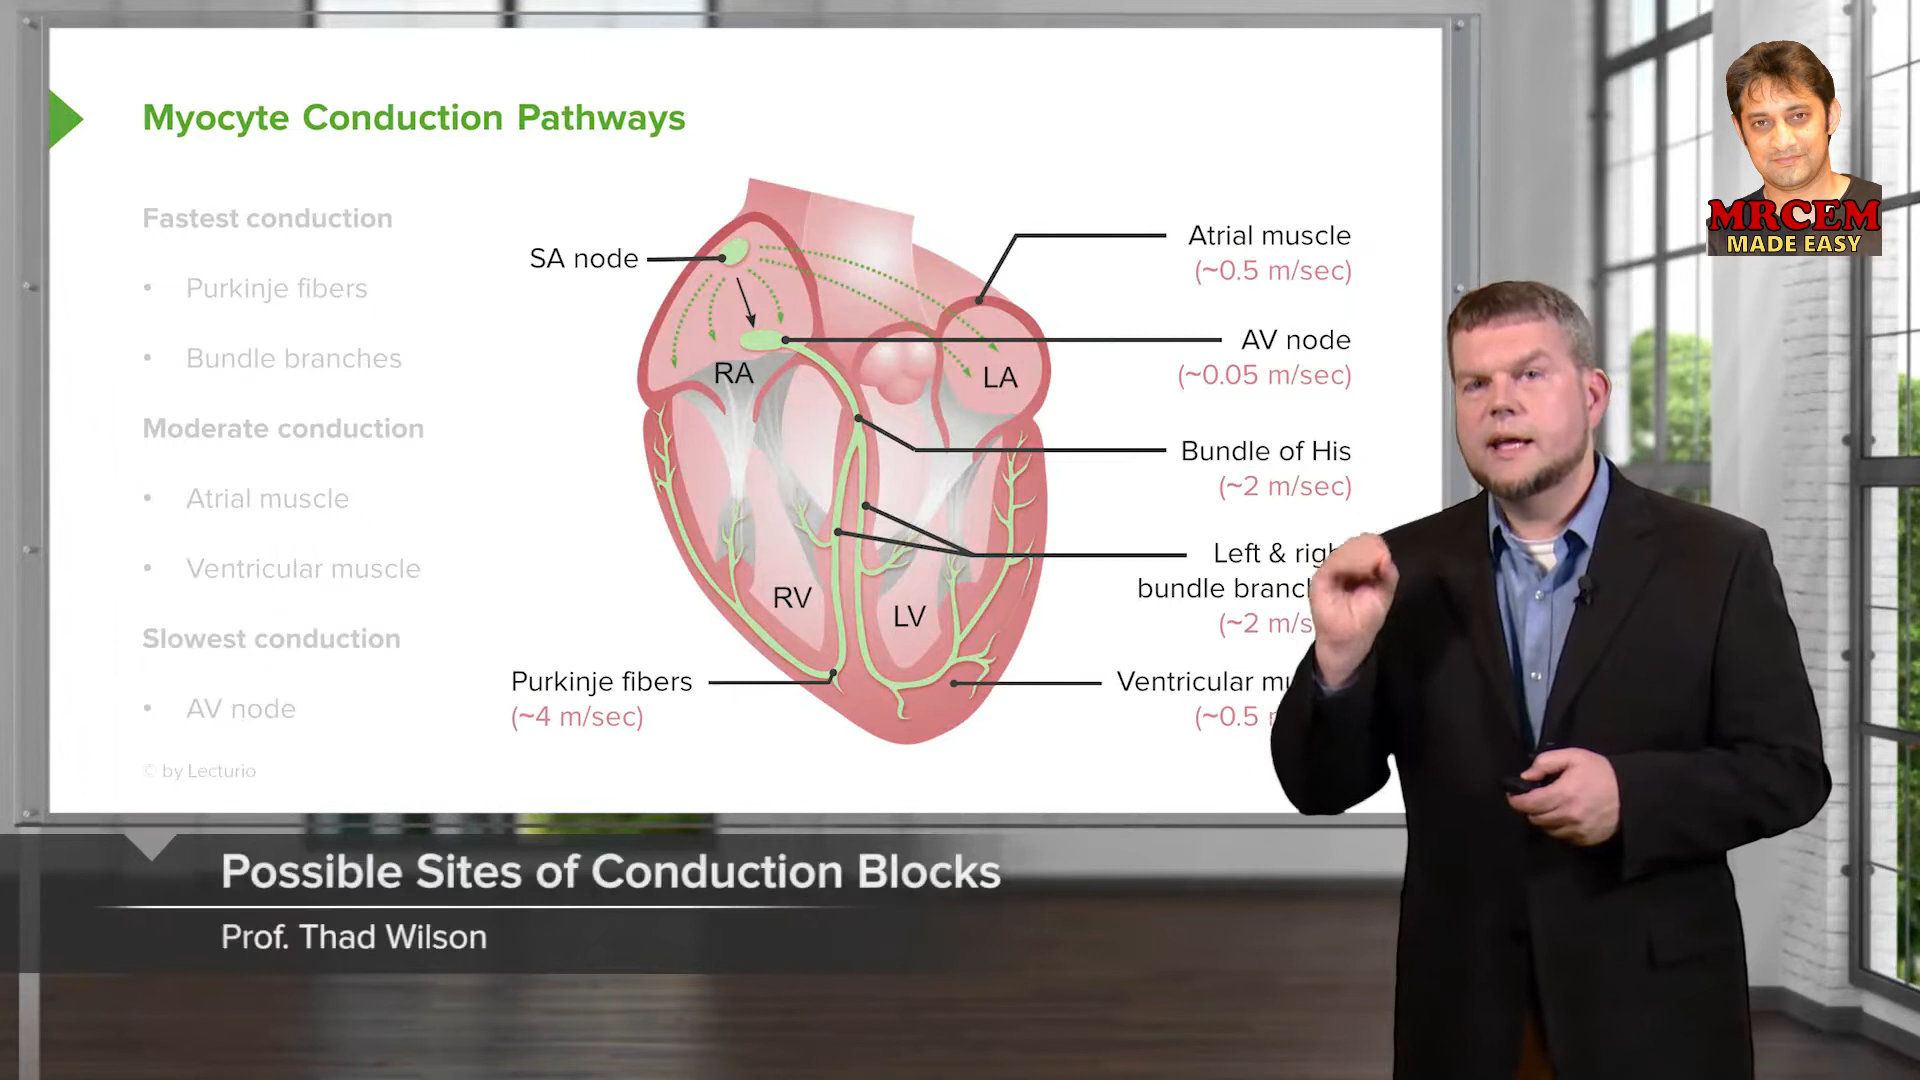 Myocyte Conduction Pathways
Fastest conduction
• Purkinje fibers
• Bundle branches
Moderate conduction
• Atrial muscle
• Ventricular muscle
Slowest conduction
• AV node
© by Lecturio
SA node
RA
LA
RV
LV
Purkinje fibers
(~4 m/sec)
Atrial muscle
(~0.5 m/sec)
AV node
(~0.05 m/sec)
Bundle of His
(~2 m/sec)
Left &
bundle
(~2
Ventricular
(~0.5
MRCEM
MADE EASY
Possible Sites of Conduction Blocks
Prof. Thad Wilson